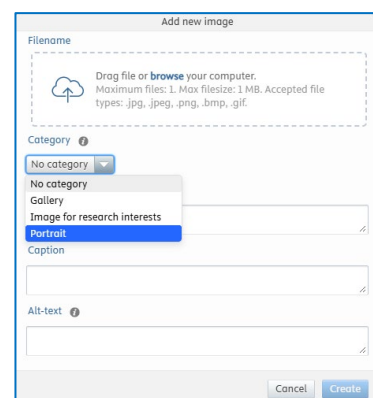 Add new image
Filename
Drag file or browse your computer.
Maximum files: 1. Max filesize: 1 MB. Accepted file
types: .jpg, .jpeg, .png, .bmp, .gif.
Category
No category
No category
Gallery
Image for research interests
Portrait
Caption
Alt-text
Cancel Create